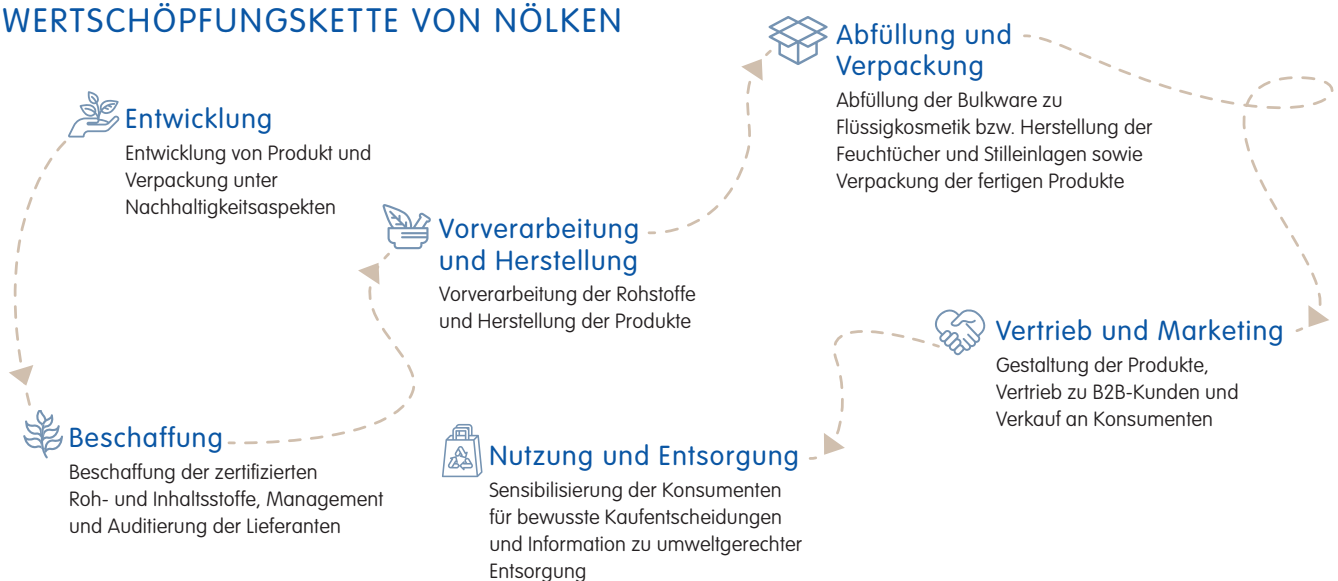 WERTSCHÖPFUNGSKETTE VON NÖLKEN
Entwicklung
Entwicklung von Produkt und
Verpackung unter
Nachhaltigkeitsaspekten
Beschaffung
Beschaffung der zertifizierten
Roh- und Inhaltsstoffe, Management
und Auditierung der Lieferanten
Vorverarbeitung
und Herstellung
Vorverarbeitung der Rohstoffe
und Herstellung der Produkte
Abfüllung und
Verpackung
Abfüllung der Bulkware zu
Flüssigkosmetik bzw. Herstellung der
Feuchtücher und Stilleinlagen sowie
Verpackung der fertigen Produkte
Vertrieb und Marketing
Gestaltung der Produkte,
Vertrieb zu B2B-Kunden und
Verkauf an Konsumenten
Nutzung und Entsorgung
Sensibilisierung der Konsumenten
für bewusste Kaufentscheidungen
und Information zu umweltgerechter
Entsorgung